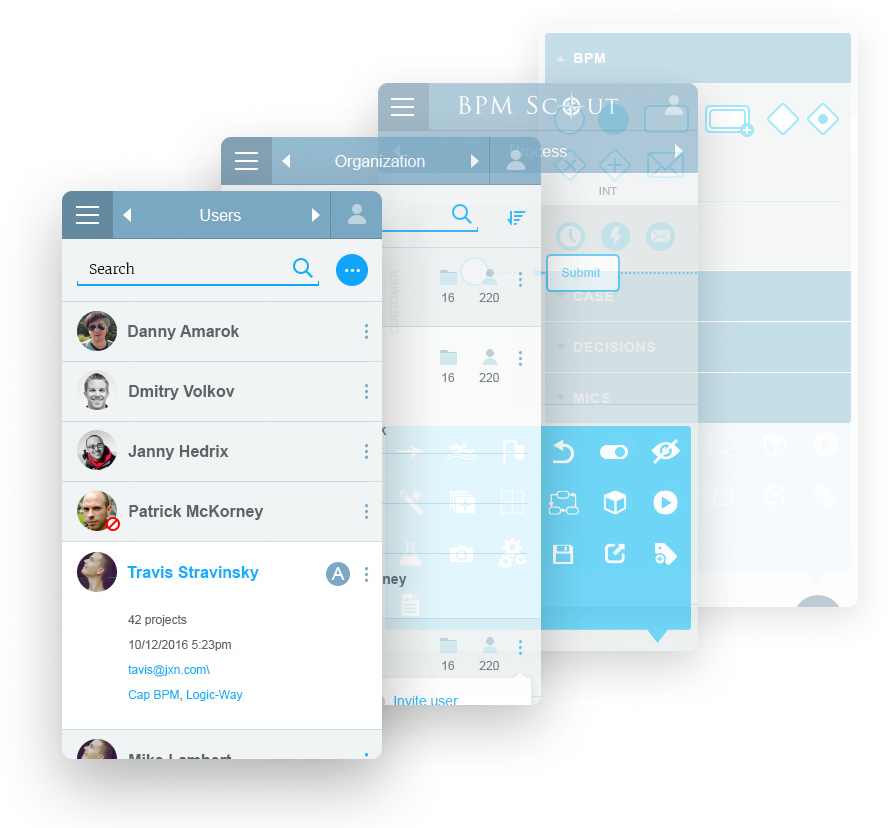 BPM
BPM SCOUT
Process
INT
Organization
Users
Search
Danny Amarok
Dmitry Volkov
Janny Hedrix
Patrick McKorney
Travis Stravinsky
A
42 projects
10/12/2016 5:23pm
tavis@jxn.com\
Cap BPM, Logic-Way
Mike Lambert
CUSTOMER
16
220
16
220
k
ney
16
220
Invite user
Submit
CASE
DECISIONS
MICS